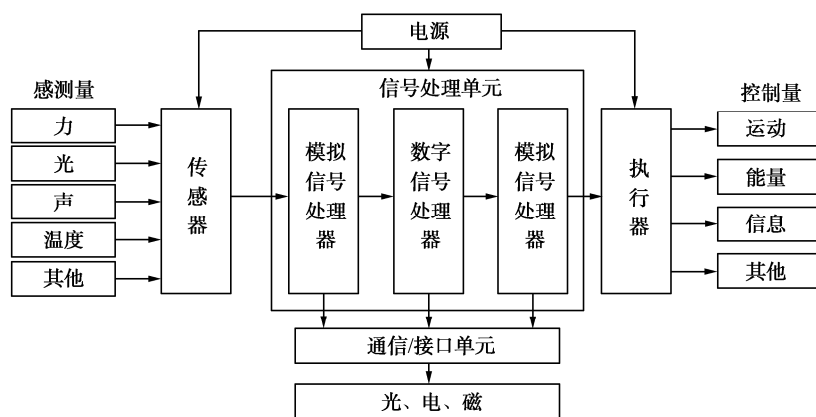 电源
感测量
力
光
声
温度
其他
传感器
信号处理单元
模拟信号处理器
数字信号处理器
模拟信号处理器
执行器
控制量
运动
能量
信息
其他
通信/接口单元
光、电、磁